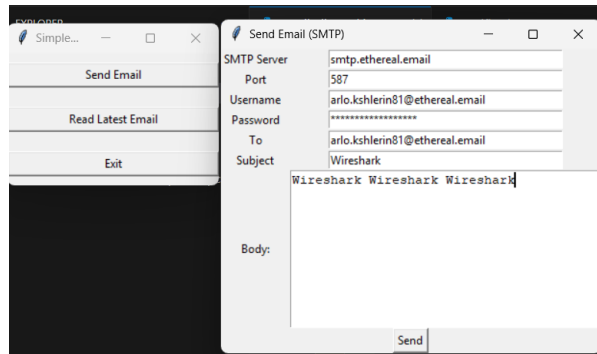 EXPLORER
Simple...
Send Email
Read Latest Email
Exit
Send Email (SMTP)
SMTP Server smtp.ethereal.email
Port 587
Username arlo.kshlerin81@ethereal.email
Password ******************
To arlo.kshlerin81@ethereal.email
Subject Wireshark
Wireshark Wireshark Wireshark
Body:
Send